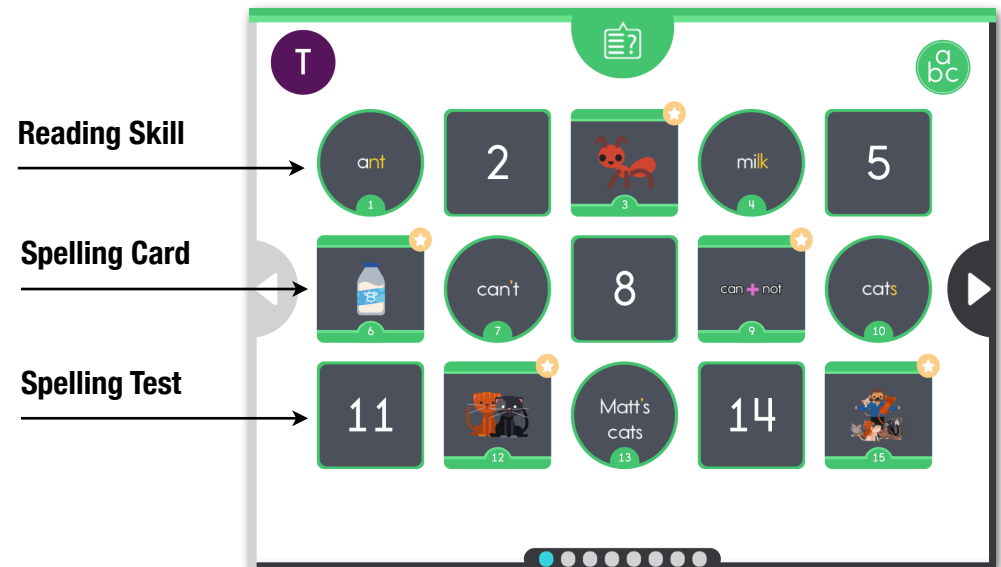 T
?
a
bc
Reading Skill
ant
1
2
3
milk
4
5
Spelling Card
6
can't
7
8
can + not
9
cats
10
Spelling Test
11
12
Matt's
cats
13
14
15